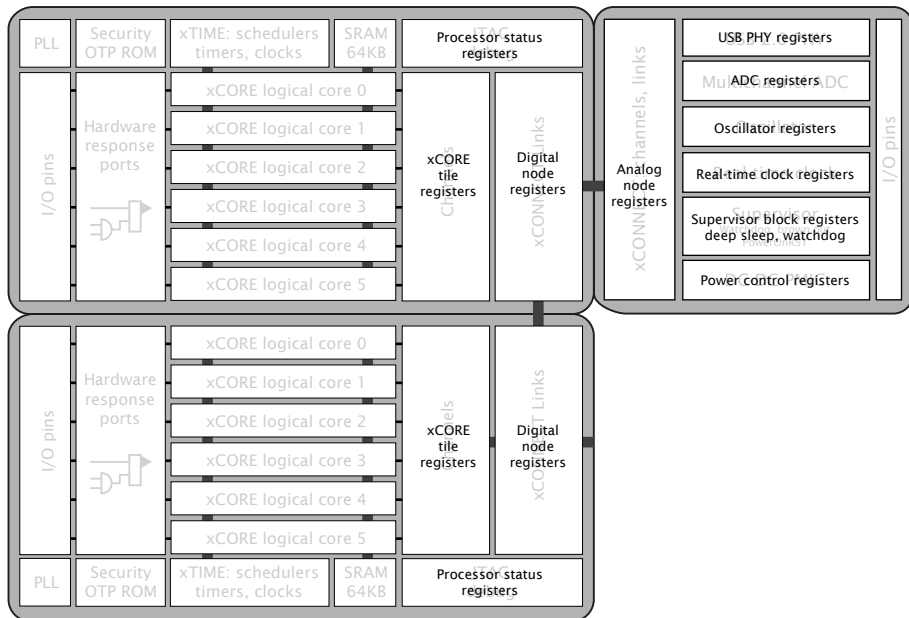 PLL
Security
OTP ROM
xTIME: schedulers
timers, clocks
SRAM
64KB
Processor status
registers
I/O pins
Hardware
response
ports
xCORE logical core 0
xCORE logical core 1
xCORE logical core 2
xCORE logical core 3
xCORE logical core 4
xCORE logical core 5
xCORE
tile
registers
Digital
node
registers
Analog
node
registers
USB PHY registers
ADC registers
Oscillator registers
Real-time clock registers
Supervisor block registers
deep sleep, watchdog
Power control registers
I/O pins
I/O pins
Hardware
response
ports
xCORE logical core 0
xCORE logical core 1
xCORE logical core 2
xCORE logical core 3
xCORE logical core 4
xCORE logical core 5
xCORE
tile
registers
Digital
node
registers
PLL
Security
OTP ROM
xTIME: schedulers
timers, clocks
SRAM
64KB
Processor status
registers